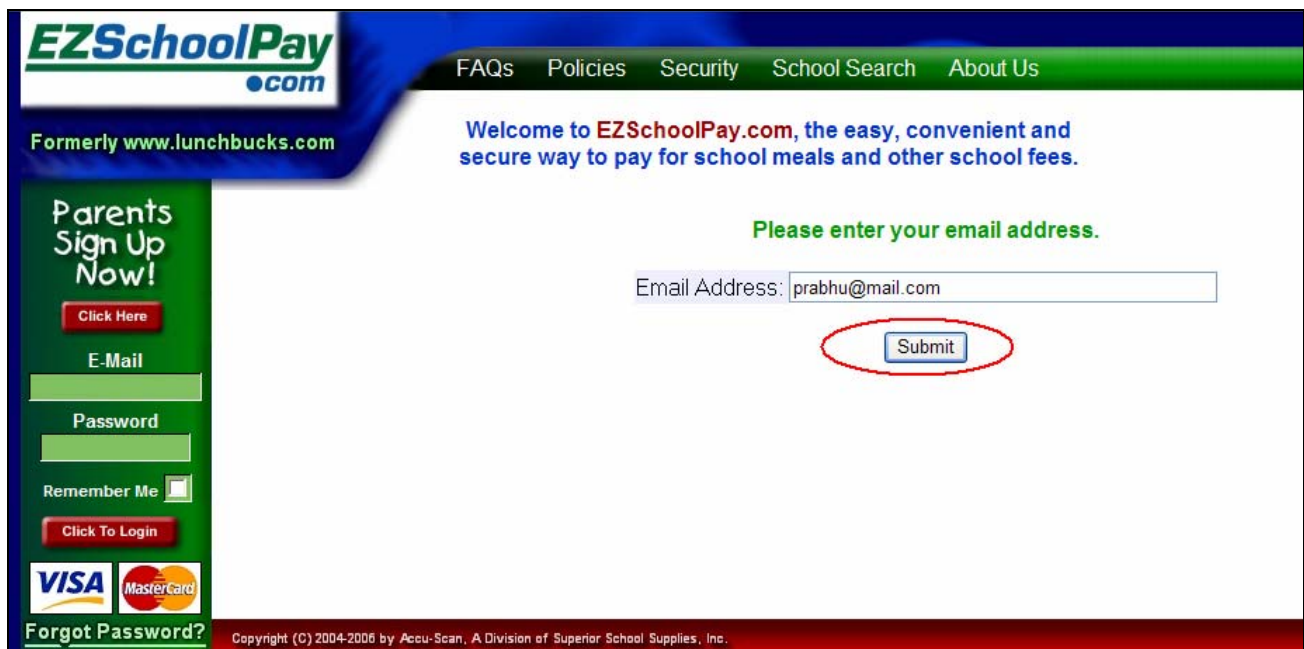 EZSchoolPay
●com
FAQs Policies Security School Search About Us
Formerly www.lunchbucks.com
Welcome to EZSchoolPay.com, the easy, convenient and
secure way to pay for school meals and other school fees.
Parents
Sign Up
Now!
Click Here
E-Mail
Password
Remember Me
Click To Login
VISA MasterCard
Forgot Password?
Please enter your email address.
Email Address: prabhu@mail.com
Submit
Copyright (C) 2004-2006 by Accu-Scan, A Division of Superior School Supplies, Inc.